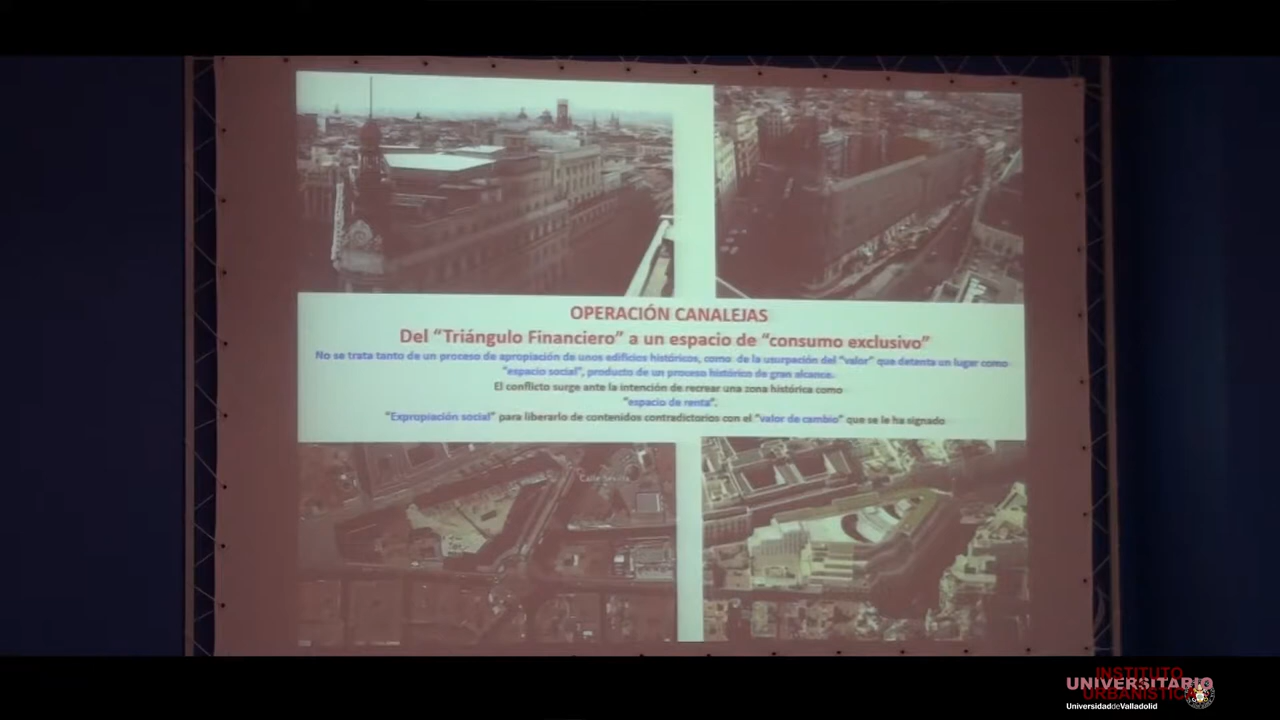 OPERACIÓN CANALEJAS
Del “Triángulo Financiero” a un espacio de “consumo exclusivo”
No se trata tanto de un proceso de apropiación de unos edificios históricos, como de la usurpación del “valor” que detenta un lugar como
“espacio social”, producto de un proceso histórico de gran alcance.
El conflicto surge ante la intención de recrear una zona histórica como
“espacio de renta”.
“Expropiación social” para liberarlo de contenidos contradictorios con el “valor de cambio” que se le ha signado
Calle Sevilla
INSTITUTO
UNIVERSITARIO
URBANÍSTICA
UniversidaddeValladolid